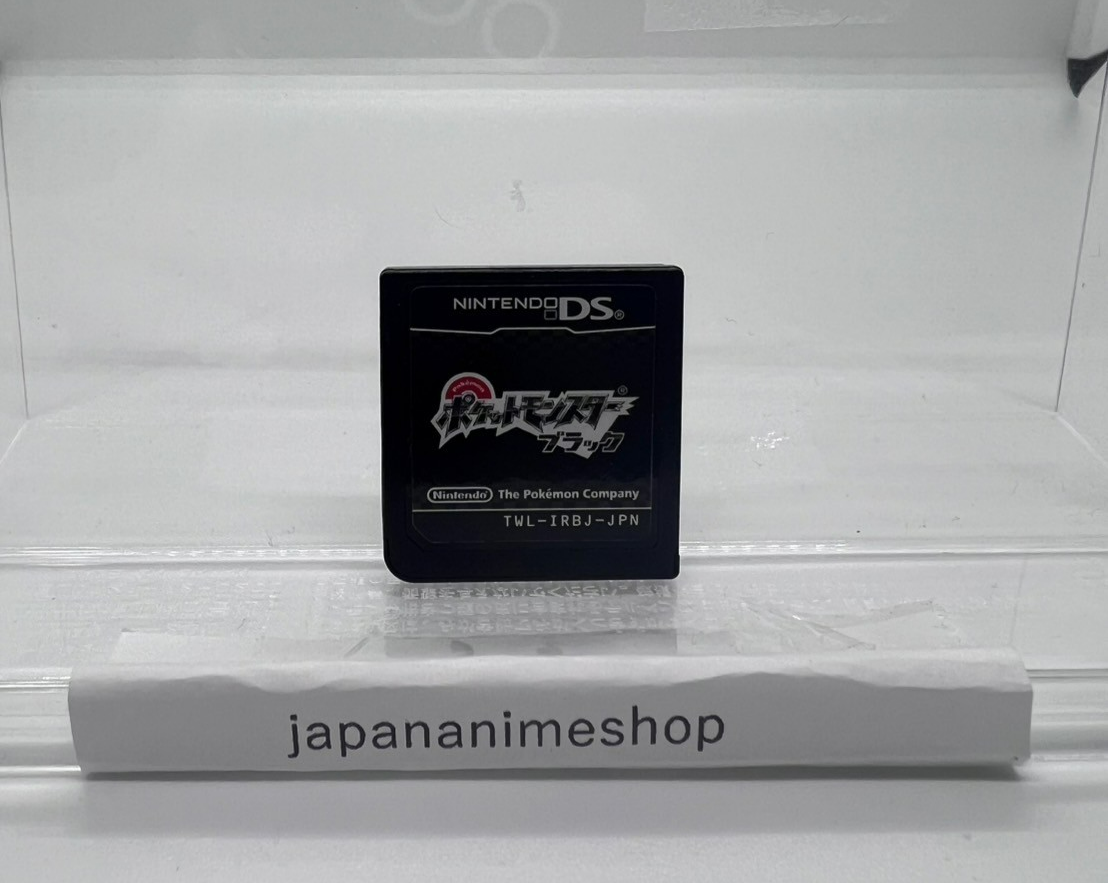 NINTENDO DS®
Pokémon
ポケットモンスター®
ブラック
Nintendo® The Pokémon Company
TWL-IRBJ-JPN
japananimeshop